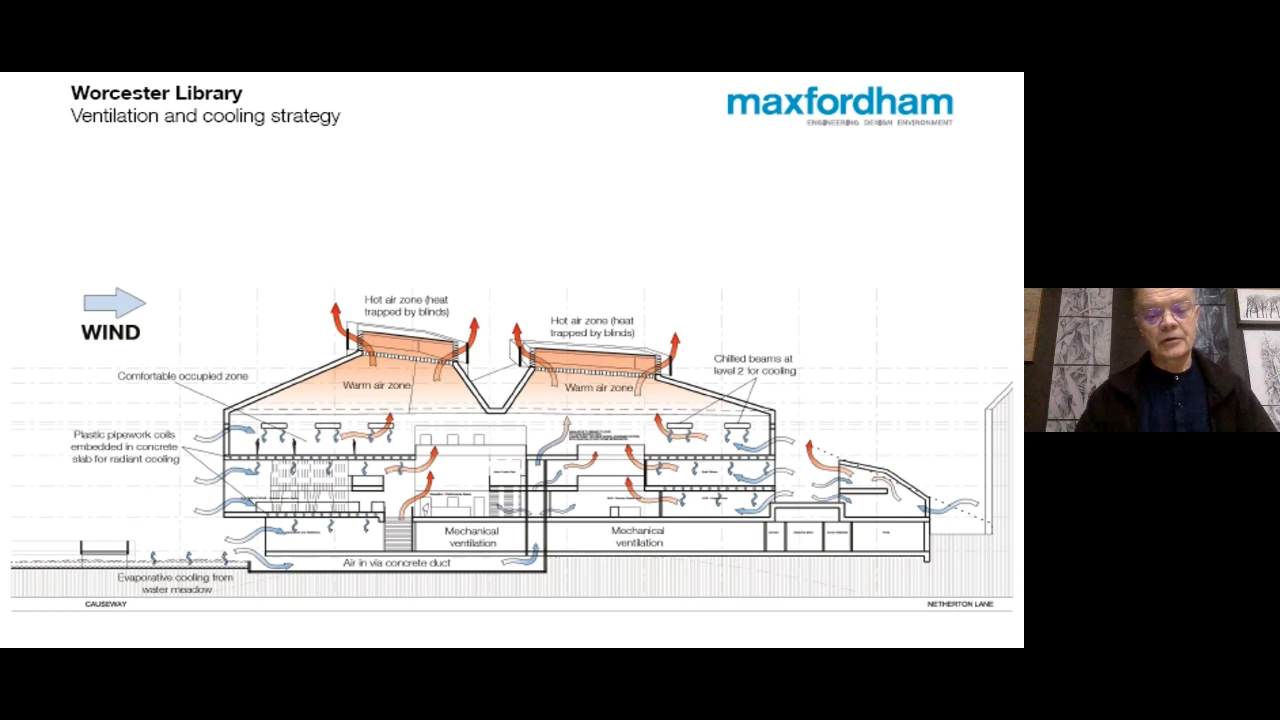 Worcester Library
Ventilation and cooling strategy
maxfordham
ENGINEERING DESIGN ENVIRONMENT
WIND
Hot air zone (heat
trapped by blinds)
Hot air zone (heat
trapped by blinds)
Chilled beams at
level 2 for cooling
Comfortable occupied zone
Warm air zone
Warm air zone
Plastic pipework coils
embedded in concrete
slab for radiant cooling
Mechanical
ventilation
Mechanical
ventilation
Air in via concrete duct
Evaporative cooling from
water meadow
CAUSEWAY
NETHERTON LANE